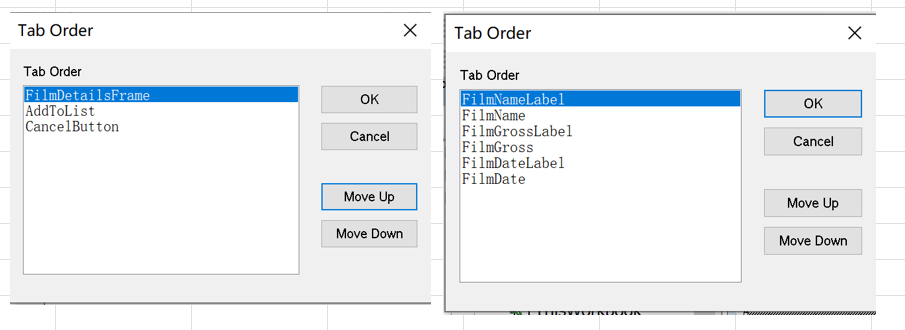 Tab Order
Tab Order
FilmDetailsFrame
AddToList
CancelButton
OK
Cancel
Move Up
Move Down
Tab Order
Tab Order
FilmNameLabel
FilmName
FilmGrossLabel
FilmGross
FilmDateLabel
FilmDate
OK
Cancel
Move Up
Move Down